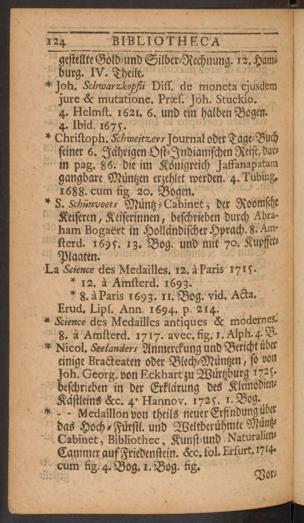 124 BIBLIOTHECA
gestellte Gold-und Silber-Rechnung. 12. Ham-
burg. IV. Theile.
* Joh. Schwarzkopfii Diss. de moneta ejusdem
jure & mutatione. Præs. Joh. Stuckio.
4. Helmst. 1621. 6. und ein halben Bogen.
4. Ibid. 1675.
* Christoph. Schweitzers Journal oder Tage-Buch
seiner 6. Jährigen Ost-Indianischen Reise, dar-
in pag. 86. die im Königreich Jaffanapatam
gangbare Müntzen erzehlet werden. 4. Tübing.
1688. cum fig. 20. Bogen.
* S. Schünvoets Müntz-Cabinet, der Roomsche
Keiseren, Keiserinnen, beschrieben durch Abra-
ham Bogaërt in Holländischer Sprach. 8. Am-
sterd. 1695. 13. Bog. und mit 70. Kupffer-
Plaaten.
La Science des Medailles. 12. à Paris 1715.
* 12. à Amsterd. 1693.
* 8. à Paris 1693. 11. Bog. vid. Acta.
Erud. Lips. Ann. 1694. p. 214.
* Science des Medailles antiques & modernes.
8. à Amsterd. 1717. avec. fig. 1. Alph. 4. B.
* Nicol. Seelanders Anmerckung und Bericht über
einige Bracteaten oder Blech-Müntzen, so von
Joh. Georg. von Eckhart zu Würtzburg 1725.
beschrieben in der Erklärung des Kleinodien-
Kästleins &c. 4° Hannov. 1725. 1. Bog.
* - - Medaillon von theils neuer Erfindung über
das Hoch-Fürstl. und Weltberühmte Müntz-
Cabinet, Bibliothec, Kunst-und Naturalien-
Cammer auf Friedenstein. &c. fol. Erfurt, 1714.
cum fig. 4. Bog. 1. Bog. fig.
Vor-